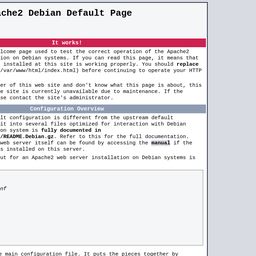 che2 Debian Default Page
It works!
lcome page used to test the correct operation of the Apache2
tion on Debian systems. If you can read this page, it means that
installed at this site is working properly. You should replace
/var/www/html/index.html) before continuing to operate your HTTP
er of this web site and don't know what this page is about, this
e site is currently unavailable due to maintenance. If the
se contact the site's administrator.
Configuration Overview
lt configuration is different from the upstream default
it into several files optimized for interaction with Debian
on system is fully documented in
/README.Debian.gz. Refer to this for the full documentation.
web server itself can be found by accessing the manual if the
s installed on this server.
ut for an Apache2 web server installation on Debian systems is
nf
e main configuration file. It puts the pieces together by